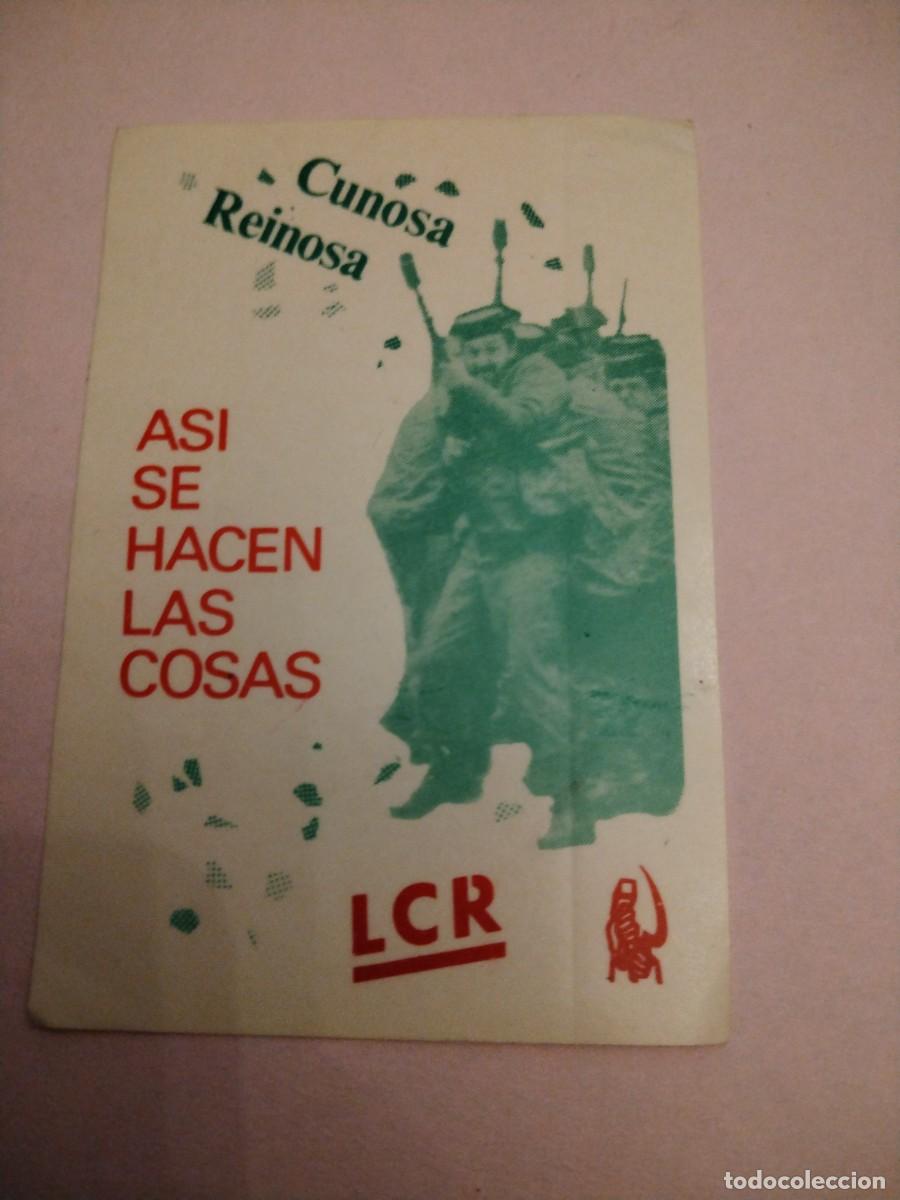 Cunosa
Reinosa
ASI
SE
HACEN
LAS
COSAS
LCR
todocoleccion